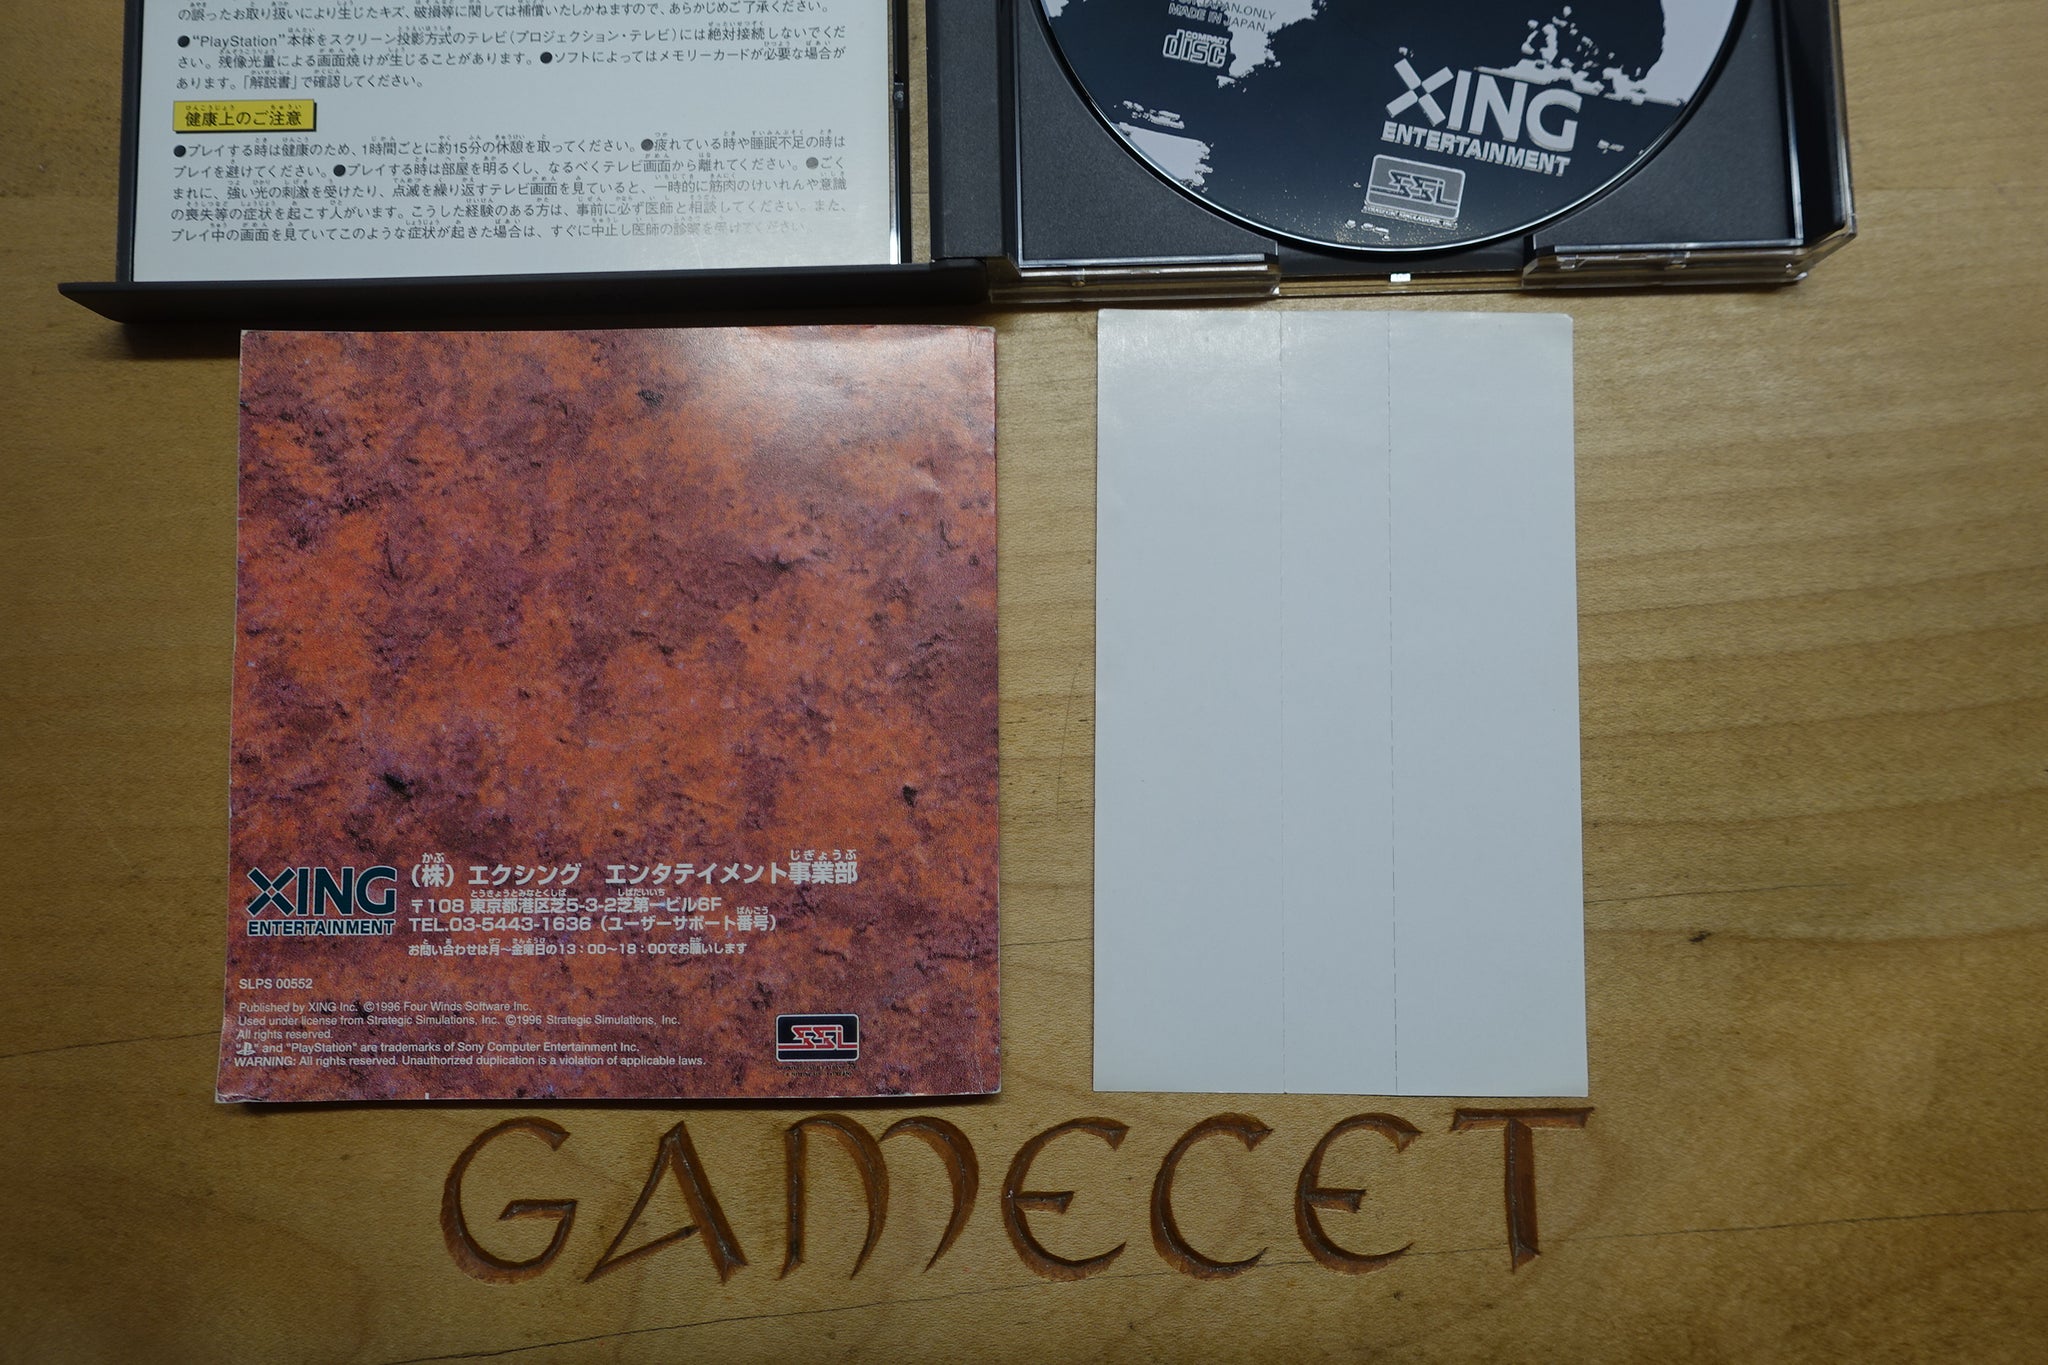 の誤ったお取り扱いにより生じたキズ、破損等に関しては補償いたしかねますので、あらかじめご了承ください。
●“PlayStation”本体をスクリーン投影方式のテレビ(プロジェクション・テレビ)には絶対接続しないでくだ
さい。残像光量による画面焼けが生じることがあります。●ソフトによってはメモリーカードが必要な場合が
あります。「解説書」で確認してください。
健康上のご注意
●プレイする時は健康のため、1時間ごとに約15分の休憩を取ってください。●疲れている時や睡眠不足の時は
プレイを避けてください。●プレイする時は部屋を明るくし、なるべくテレビ画面から離れてください。●ごく
まれに、強い光の刺激を受けたり、点滅を繰り返すテレビ画面を見ていると、一時的に筋肉のけいれんや意識
の喪失等の症状を起こす人がいます。こうした経験のある方は、事前に必ず医師と相談してください。また、
プレイ中の画面を見ていてこのような症状が起きた場合は、すぐに中止し医師の診察を受けてください。
JAPAN ONLY
MADE IN JAPAN
COMPACT
disc
XING
ENTERTAINMENT
SSI
XING
ENTERTAINMENT
(株)エクシング エンタテイメント事業部
〒108 東京都港区芝5-3-2芝第一ビル6F
TEL.03-5443-1636(ユーザーサポート番号)
お問い合わせは月~金曜日の13:00~18:00でお願いします
SLPS 00552
Published by XING Inc. ©1996 Four Winds Software Inc.
Used under license from Strategic Simulations, Inc. ©1996 Strategic Simulations, Inc.
All rights reserved.
" " and "PlayStation" are trademarks of Sony Computer Entertainment Inc.
WARNING: All rights reserved. Unauthorized duplication is a violation of applicable laws.
SSI
GAMECET